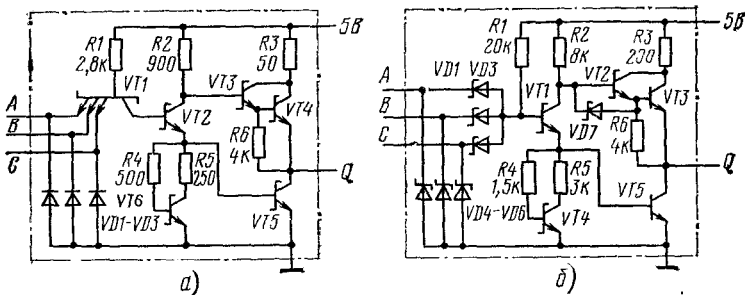 R1
2,8к
R2
900
R3
50
5В
VT1
VT2
VT3
VT4
A
B
C
R4
500
R5
250
R6
4к
Q
VT6
VD1-VD3
VT5
а)
R1
20к
R2
8к
R3
200
5В
A
B
C
VD1 VD3
VT1
VT2
VT3
VD7
R6
4к
Q
R4
1,5к
R5
3к
VD4-VD6
VT4
VT5
б)